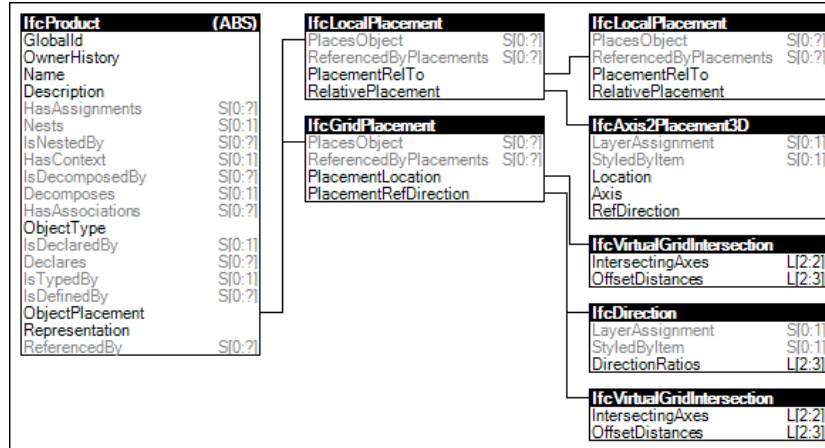 IfcProduct (ABS)
GlobalId
OwnerHistory
Name
Description
HasAssignments S[0:?]
Nests S[0:1]
IsNestedBy S[0:?]
HasContext S[0:1]
IsDecomposedBy S[0:?]
Decomposes S[0:1]
HasAssociations S[0:?]
ObjectType
IsDeclaredBy S[0:1]
Declares S[0:?]
IsTypedBy S[0:1]
IsDefinedBy S[0:?]
ObjectPlacement
Representation
ReferencedBy S[0:?]
IfcLocalPlacement
PlacesObject S[0:?]
ReferencedByPlacements S[0:?]
PlacementRelTo
RelativePlacement
IfcGridPlacement
PlacesObject S[0:?]
ReferencedByPlacements S[0:?]
PlacementLocation
PlacementRefDirection
IfcLocalPlacement
PlacesObject S[0:?]
ReferencedByPlacements S[0:?]
PlacementRelTo
RelativePlacement
IfcAxis2Placement3D
LayerAssignment S[0:1]
StyledByItem S[0:1]
Location
Axis
RefDirection
IfcVirtualGridIntersection
IntersectingAxes L[2:2]
OffsetDistances L[2:3]
IfcDirection
LayerAssignment S[0:1]
StyledByItem S[0:1]
DirectionRatios L[2:3]
IfcVirtualGridIntersection
IntersectingAxes L[2:2]
OffsetDistances L[2:3]